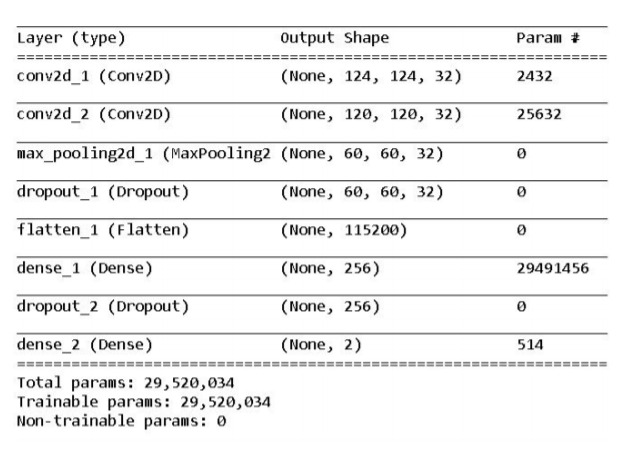 Layer (type) Output Shape Param #
=================================================================
conv2d_1 (Conv2D) (None, 124, 124, 32) 2432
conv2d_2 (Conv2D) (None, 120, 120, 32) 25632
max_pooling2d_1 (MaxPooling2 (None, 60, 60, 32) 0
dropout_1 (Dropout) (None, 60, 60, 32) 0
flatten_1 (Flatten) (None, 115200) 0
dense_1 (Dense) (None, 256) 29491456
dropout_2 (Dropout) (None, 256) 0
dense_2 (Dense) (None, 2) 514
=================================================================
Total params: 29,520,034
Trainable params: 29,520,034
Non-trainable params: 0